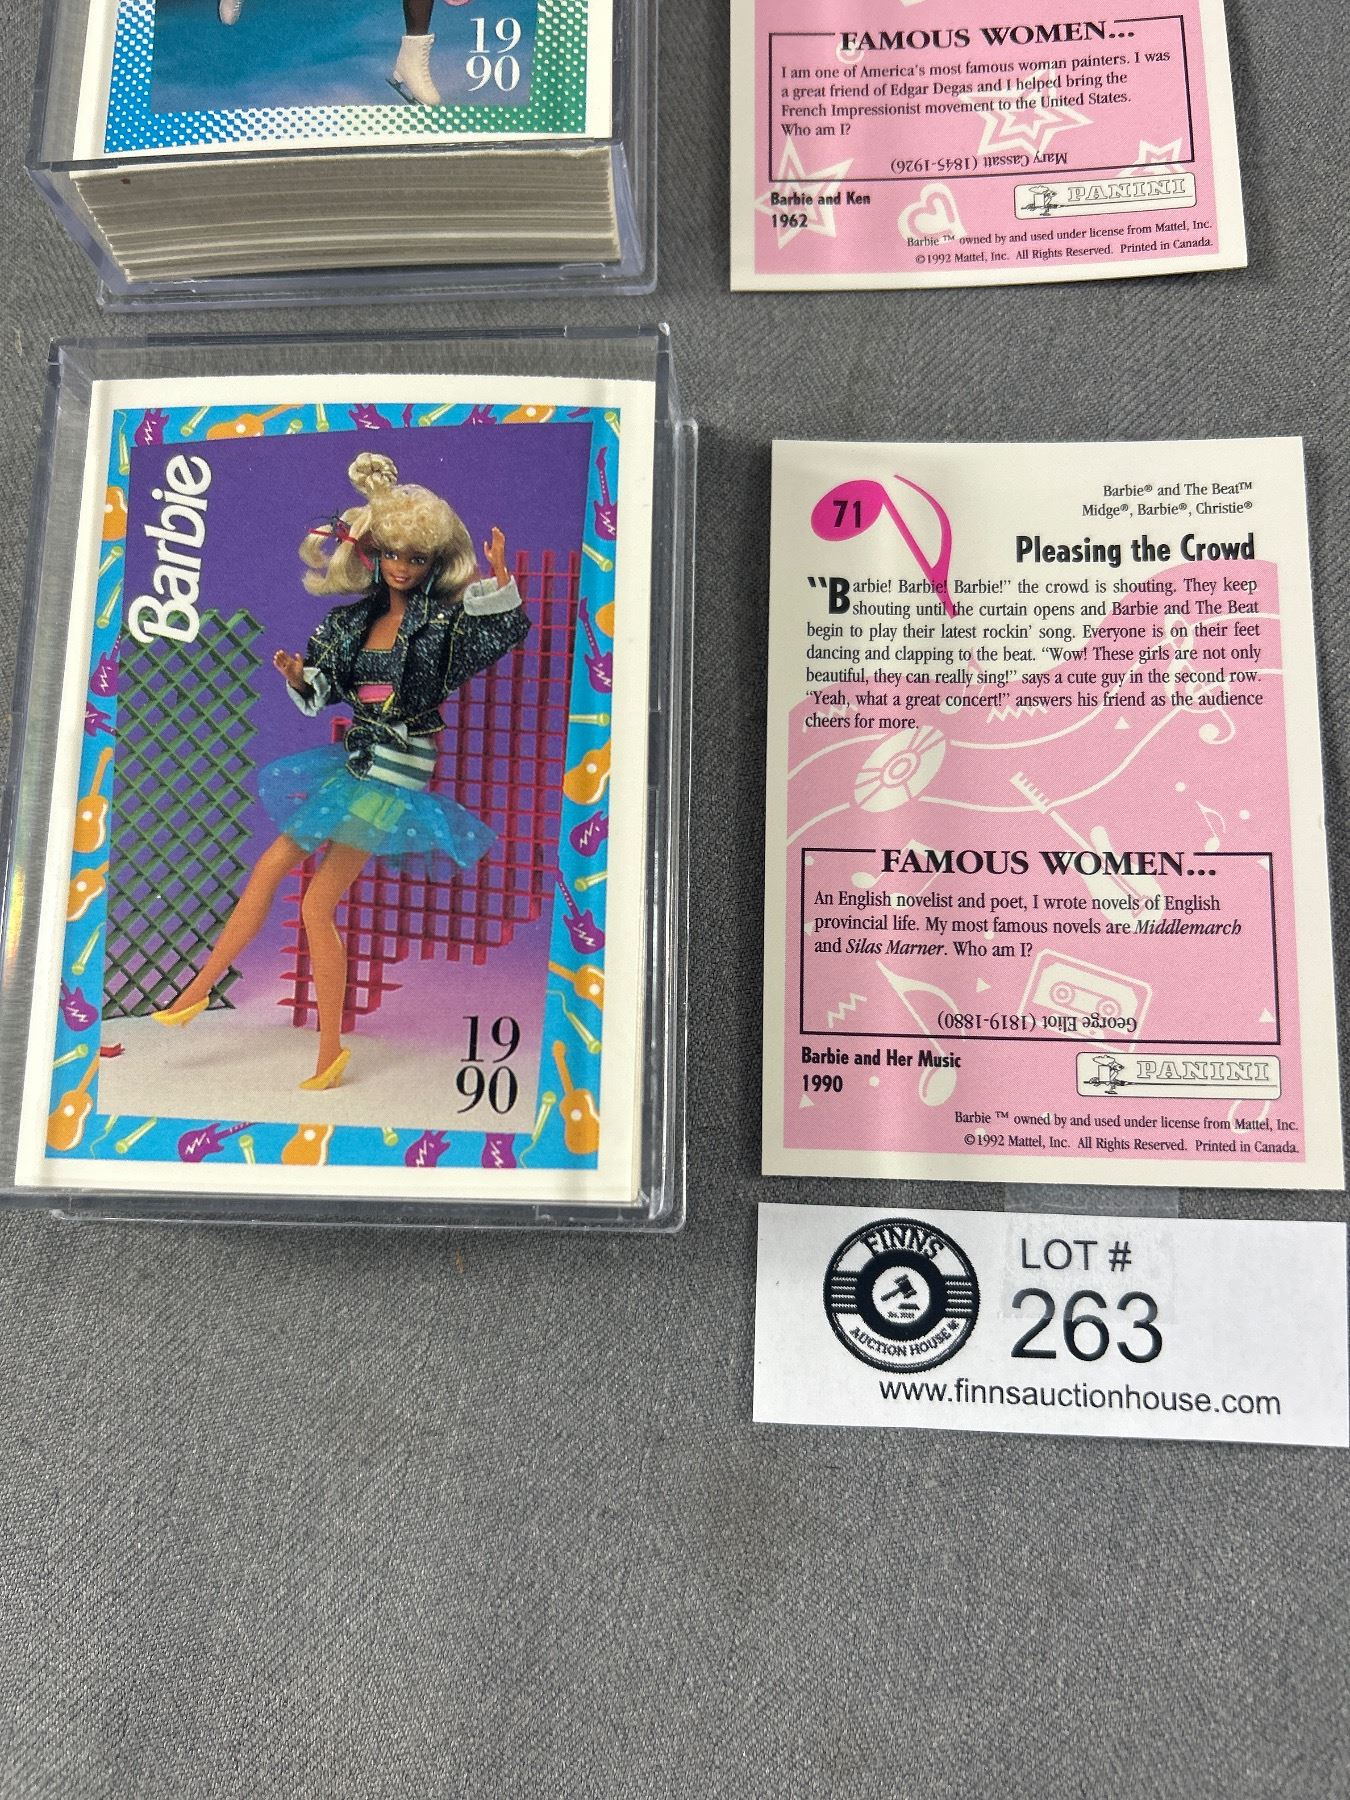 19
90
FAMOUS WOMEN...
I am one of America's most famous woman painters. I was
a great friend of Edgar Degas and I helped bring the
French Impressionist movement to the United States.
Who am I?
Mary Cassatt (1845-1926)
Barbie and Ken
1962
PANINI
Barbie ™ owned by and used under license from Mattel, Inc.
©1992 Mattel, Inc. All Rights Reserved. Printed in Canada.
Barbie
19
90
71
Barbie® and The Beat™
Midge®, Barbie®, Christie®
Pleasing the Crowd
"Barbie! Barbie! Barbie!" the crowd is shouting. They keep
shouting until the curtain opens and Barbie and The Beat
begin to play their latest rockin' song. Everyone is on their feet
dancing and clapping to the beat. "Wow! These girls are not only
beautiful, they can really sing!" says a cute guy in the second row.
"Yeah, what a great concert!" answers his friend as the audience
cheers for more.
FAMOUS WOMEN...
An English novelist and poet, I wrote novels of English
provincial life. My most famous novels are Middlemarch
and Silas Marner. Who am I?
George Eliot (1819-1880)
Barbie and Her Music
1990
PANINI
Barbie ™ owned by and used under license from Mattel, Inc.
©1992 Mattel, Inc. All Rights Reserved. Printed in Canada.
FINNS
AUCTION HOUSE
LOT #
263
www.finnsauctionhouse.com